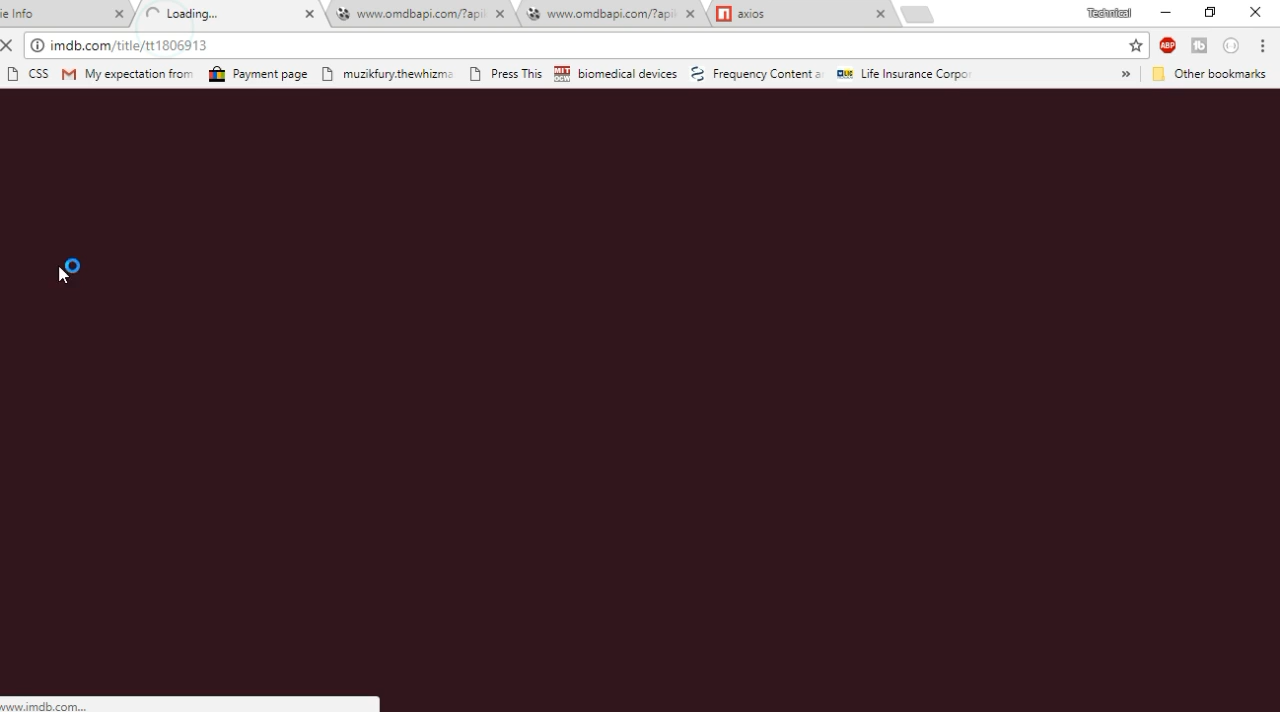 ie Info
Loading...
www.omdbapi.com/?api
www.omdbapi.com/?api
axios
Technical
imdb.com/title/tt1806913
ABP
CSS
My expectation from
Payment page
muzikfury.thewhizma
Press This
biomedical devices
Frequency Content a
Life Insurance Corpor
»
Other bookmarks
www.imdb.com...